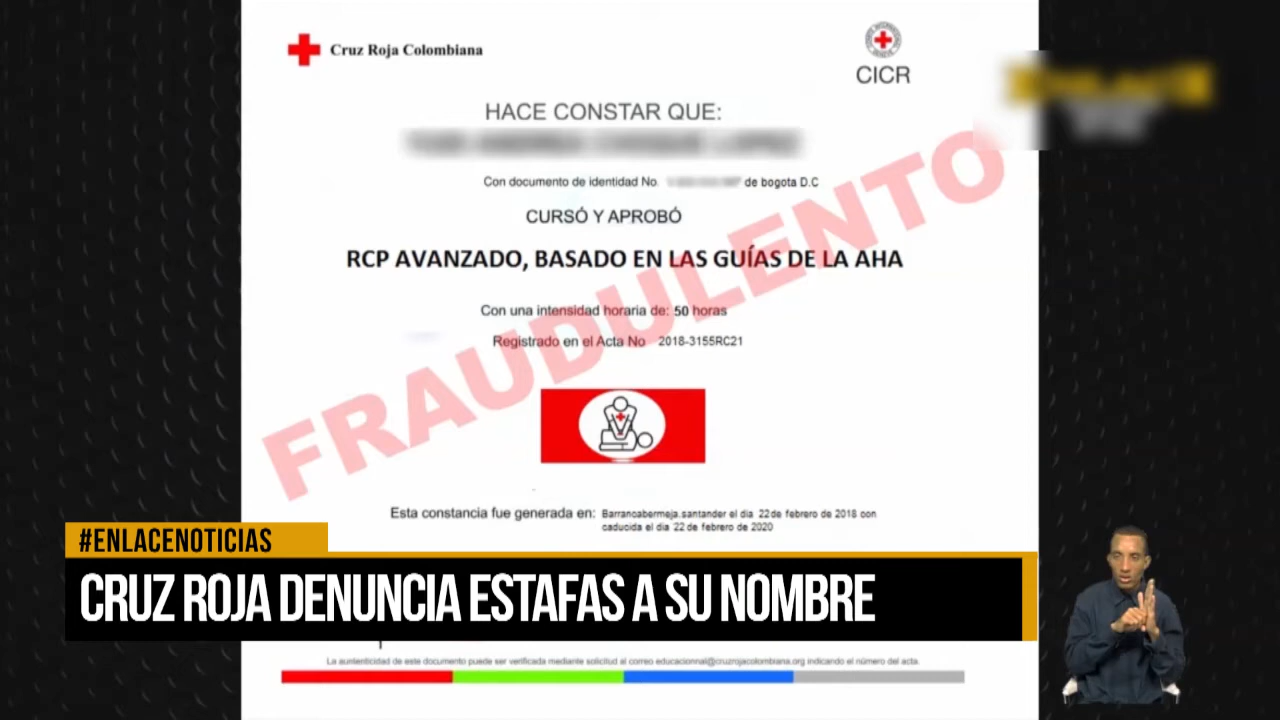 Cruz Roja Colombiana
CICR
HACE CONSTAR QUE:
Con documento de identidad No. de bogota D.C
CURSÓ Y APROBÓ
RCP AVANZADO, BASADO EN LAS GUÍAS DE LA AHA
Con una intensidad horaria de: 50 horas
Registrado en el Acta No 2018-3155RC21
FRAUDULENTO
Esta constancia fue generada en: Barrancabermeja.santander el dia 22de febrero de 2018 con
caducida el dia 22 de febrero de 2020
#ENLACENOTICIAS
CRUZ ROJA DENUNCIA ESTAFAS A SU NOMBRE
La auntenticidad de este documento puede ser verificada mediante solicitud al correo educacionnal@cruzrojacolombiana.org indicando el número del acta.